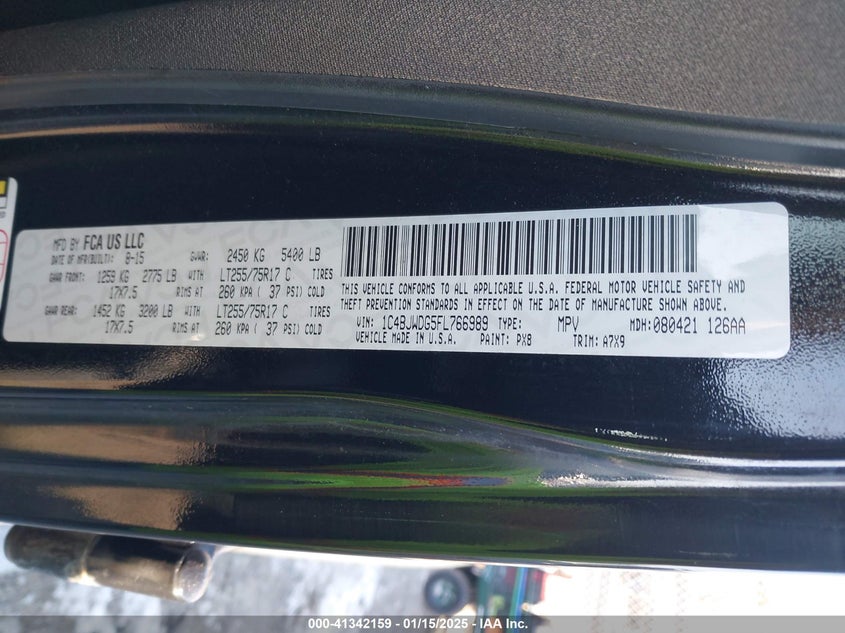 MFD BY FCA US LLC
DATE OF MFR(BUILT): 8-15 GVWR: 2450 KG 5400 LB
GAWR FRONT: 1259 KG 2775 LB WITH LT255/75R17 C TIRES
17X7.5 RIMS AT 260 KPA ( 37 PSI) COLD
GAWR REAR: 1452 KG 3200 LB WITH LT255/75R17 C TIRES
17X7.5 RIMS AT 260 KPA ( 37 PSI) COLD
THIS VEHICLE CONFORMS TO ALL APPLICABLE U.S.A. FEDERAL MOTOR VEHICLE SAFETY AND
THEFT PREVENTION STANDARDS IN EFFECT ON THE DATE OF MANUFACTURE SHOWN ABOVE.
VIN: 1C4BJWDG5FL766989 TYPE: MPV MDH: 080421 126AA
VEHICLE MADE IN U.S.A. PAINT: PX8 TRIM: A7X9
000-41342159 - 01/15/2025 - IAA Inc.